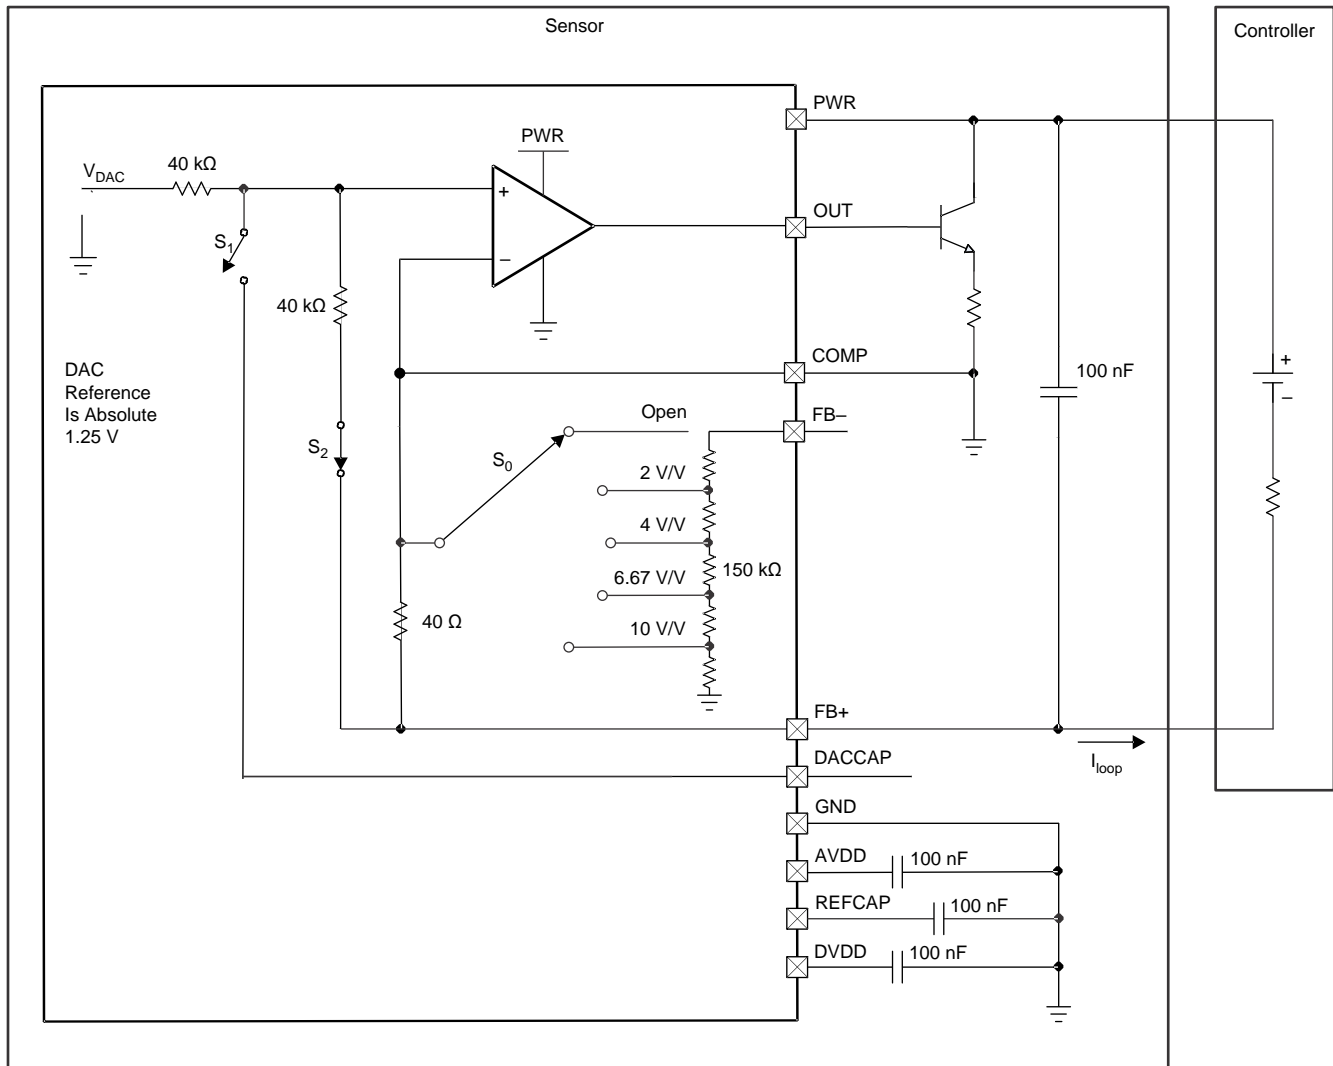 Sensor
Controller
PWR
PWR
V_DAC
40 kΩ
+
OUT
S₁
–
40 kΩ
COMP
DAC
Reference
Is Absolute
1.25 V
100 nF
+
–
Open
FB–
S₂
S₀
2 V/V
4 V/V
6.67 V/V
150 kΩ
10 V/V
40 Ω
FB+
I_loop
DACCAP
GND
AVDD
100 nF
REFCAP
100 nF
DVDD
100 nF